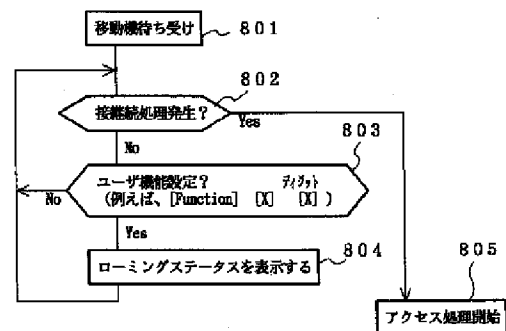 移動機待ち受け
801
802
接継続処理発生？
Yes
No
803
ユーザ機能設定？ ディジット
(例えば、[Function] [X] [X] )
No
Yes
804
ローミングステータスを表示する
805
アクセス処理開始